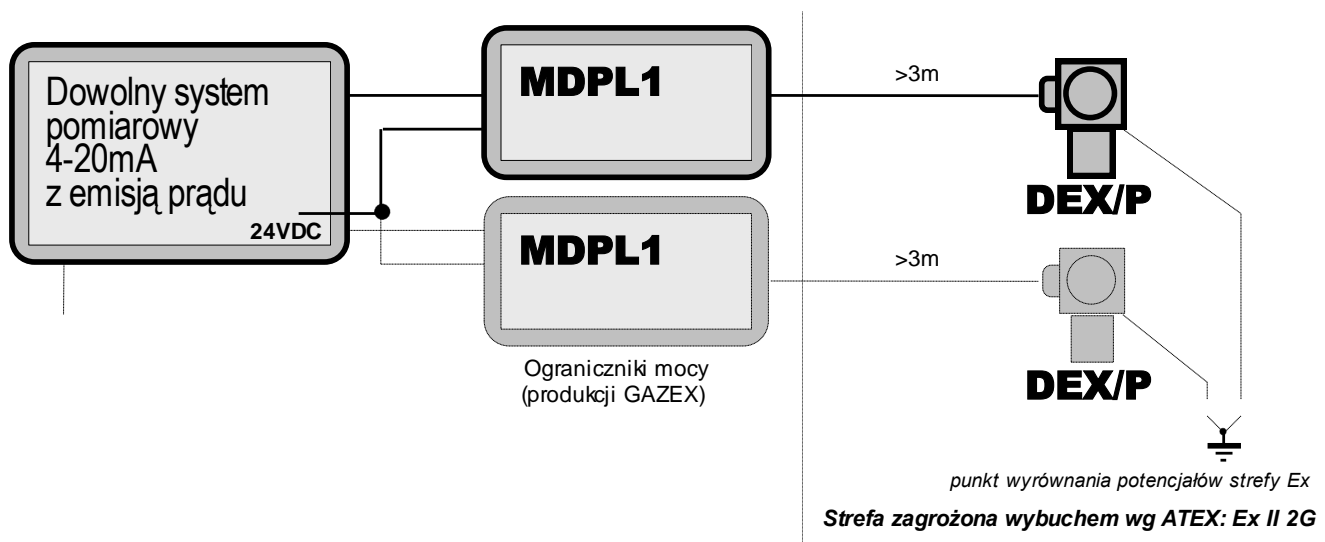 Dowolny system
pomiarowy
4-20mA
z emisją prądu
24VDC
MDPL1
>3m
DEX/P
MDPL1
>3m
DEX/P
Ograniczniki mocy
(produkcji GAZEX)
punkt wyrównania potencjałów strefy Ex
Strefa zagrożona wybuchem wg ATEX: Ex II 2G